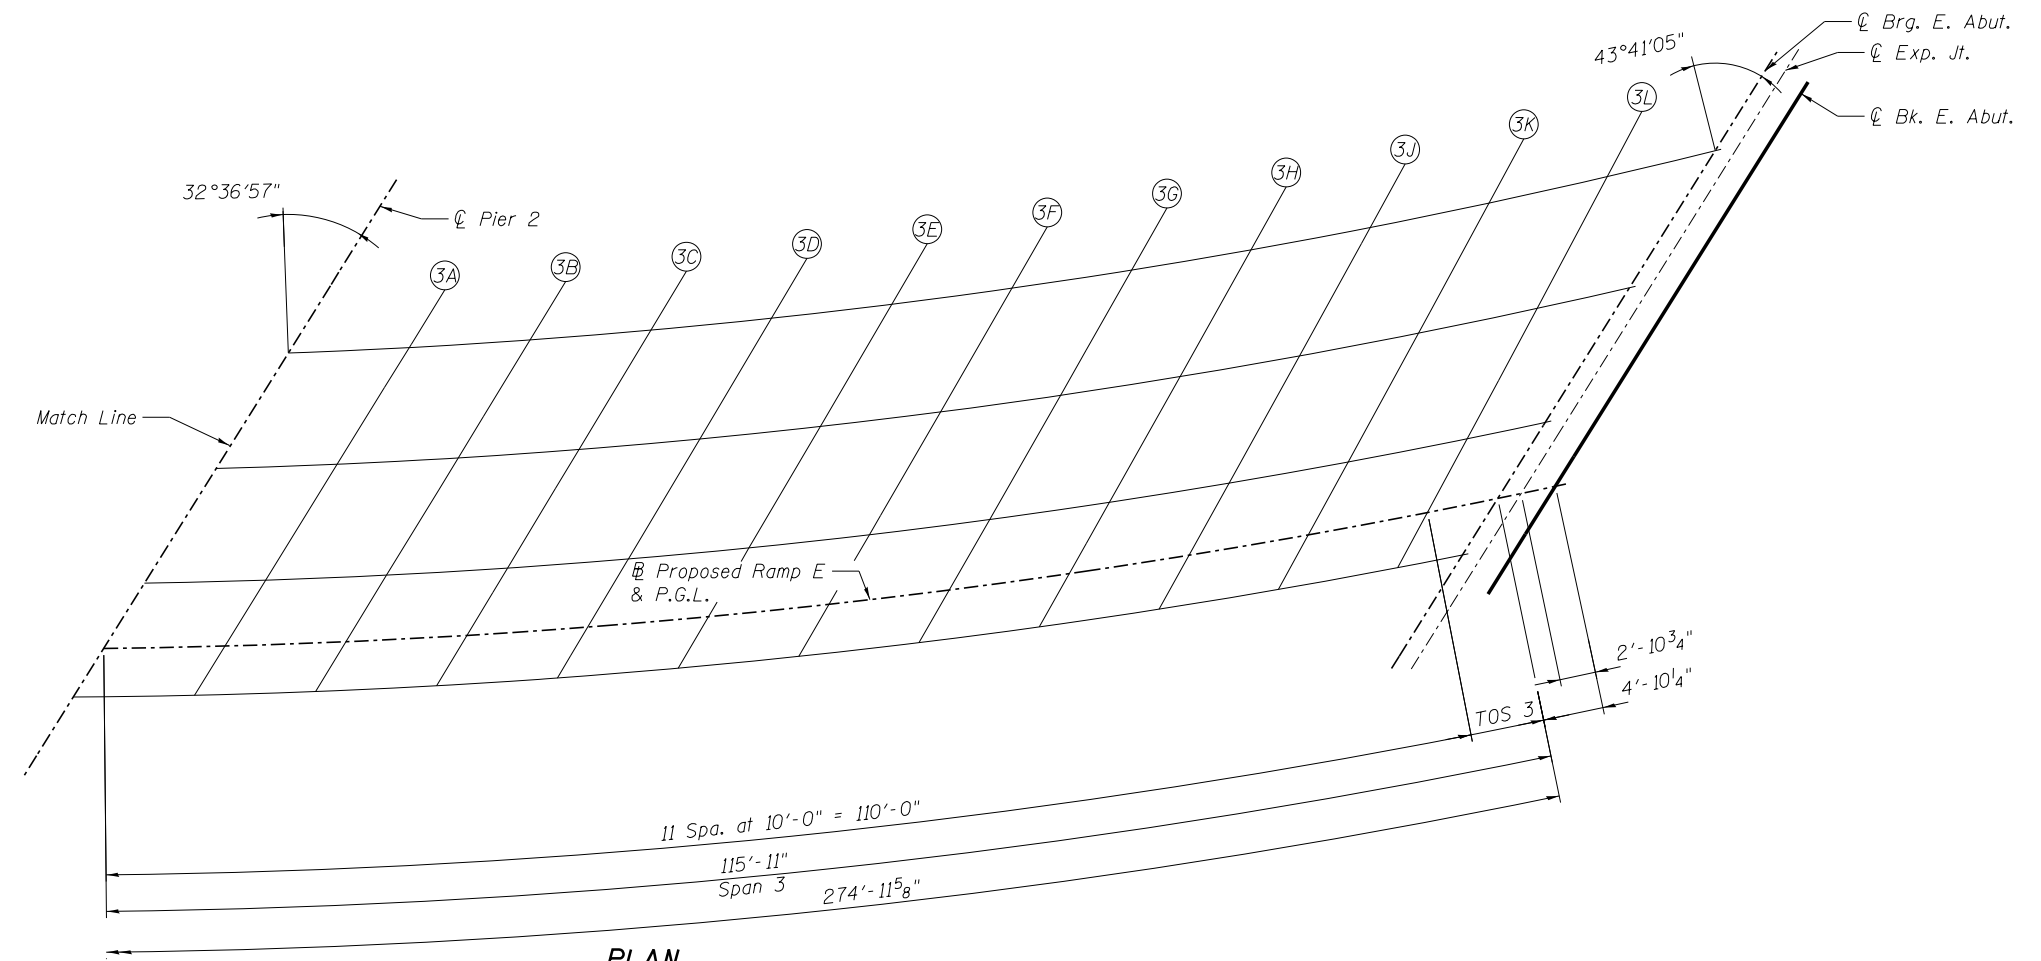 ℄ Brg. E. Abut.
43°41'05"
℄ Exp. Jt.
3L
℄ Bk. E. Abut.
3K
3J
3H
32°36'57"
3G
3F
℄ Pier 2
3E
3D
3C
3B
3A
Match Line
℄ Proposed Ramp E
& P.G.L.
2'-10¾"
4'-10¼"
TOS 3
11 Spa. at 10'-0" = 110'-0"
115'-11"
Span 3
274'-11⅝"
PLAN